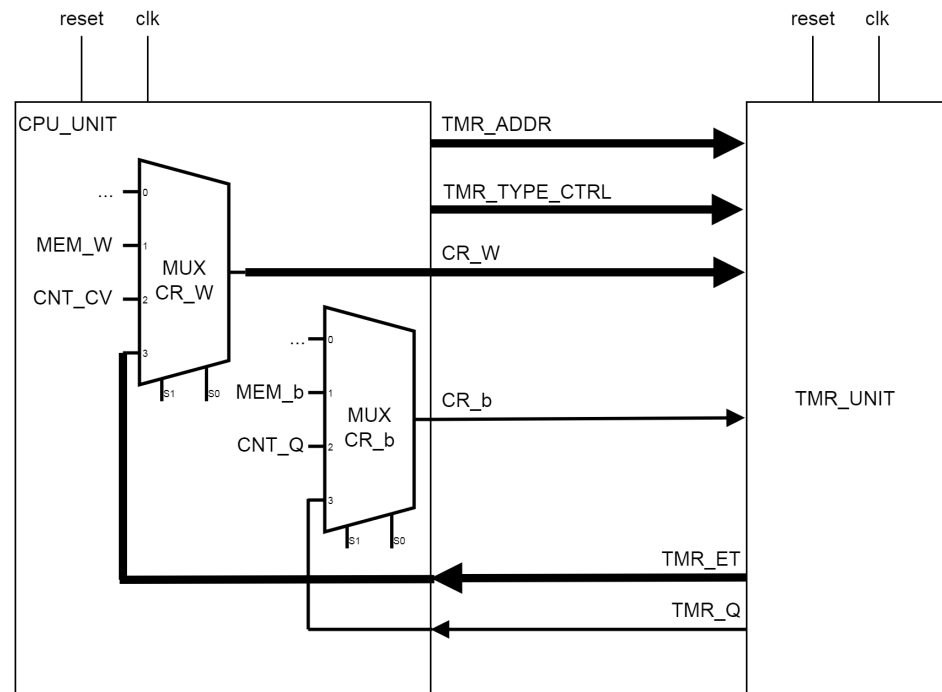 reset clk
reset clk
CPU_UNIT
TMR_ADDR
...
0
TMR_TYPE_CTRL
MEM_W
1
CR_W
MUX
CR_W
CNT_CV
2
...
0
3
S1
S0
MEM_b
1
CR_b
TMR_UNIT
MUX
CR_b
CNT_Q
2
3
S1
S0
TMR_ET
TMR_Q